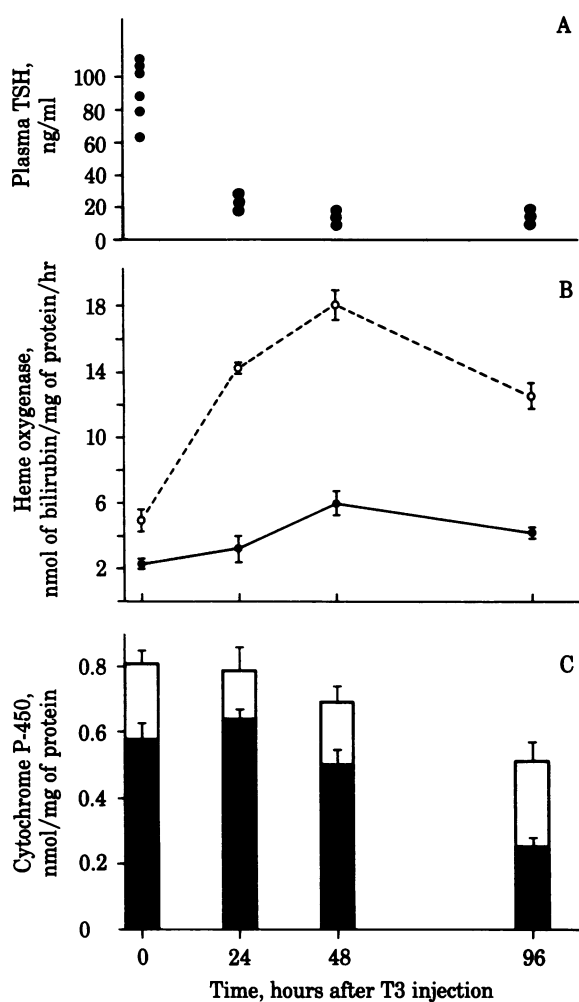 A
Plasma TSH,
ng/ml
100
80
60
40
20
0
B
Heme oxygenase,
nmol of bilirubin/mg of protein/hr
18
14
10
6
2
C
Cytochrome P-450,
nmol/mg of protein
0.8
0.6
0.4
0.2
0
0 24 48 96
Time, hours after T3 injection